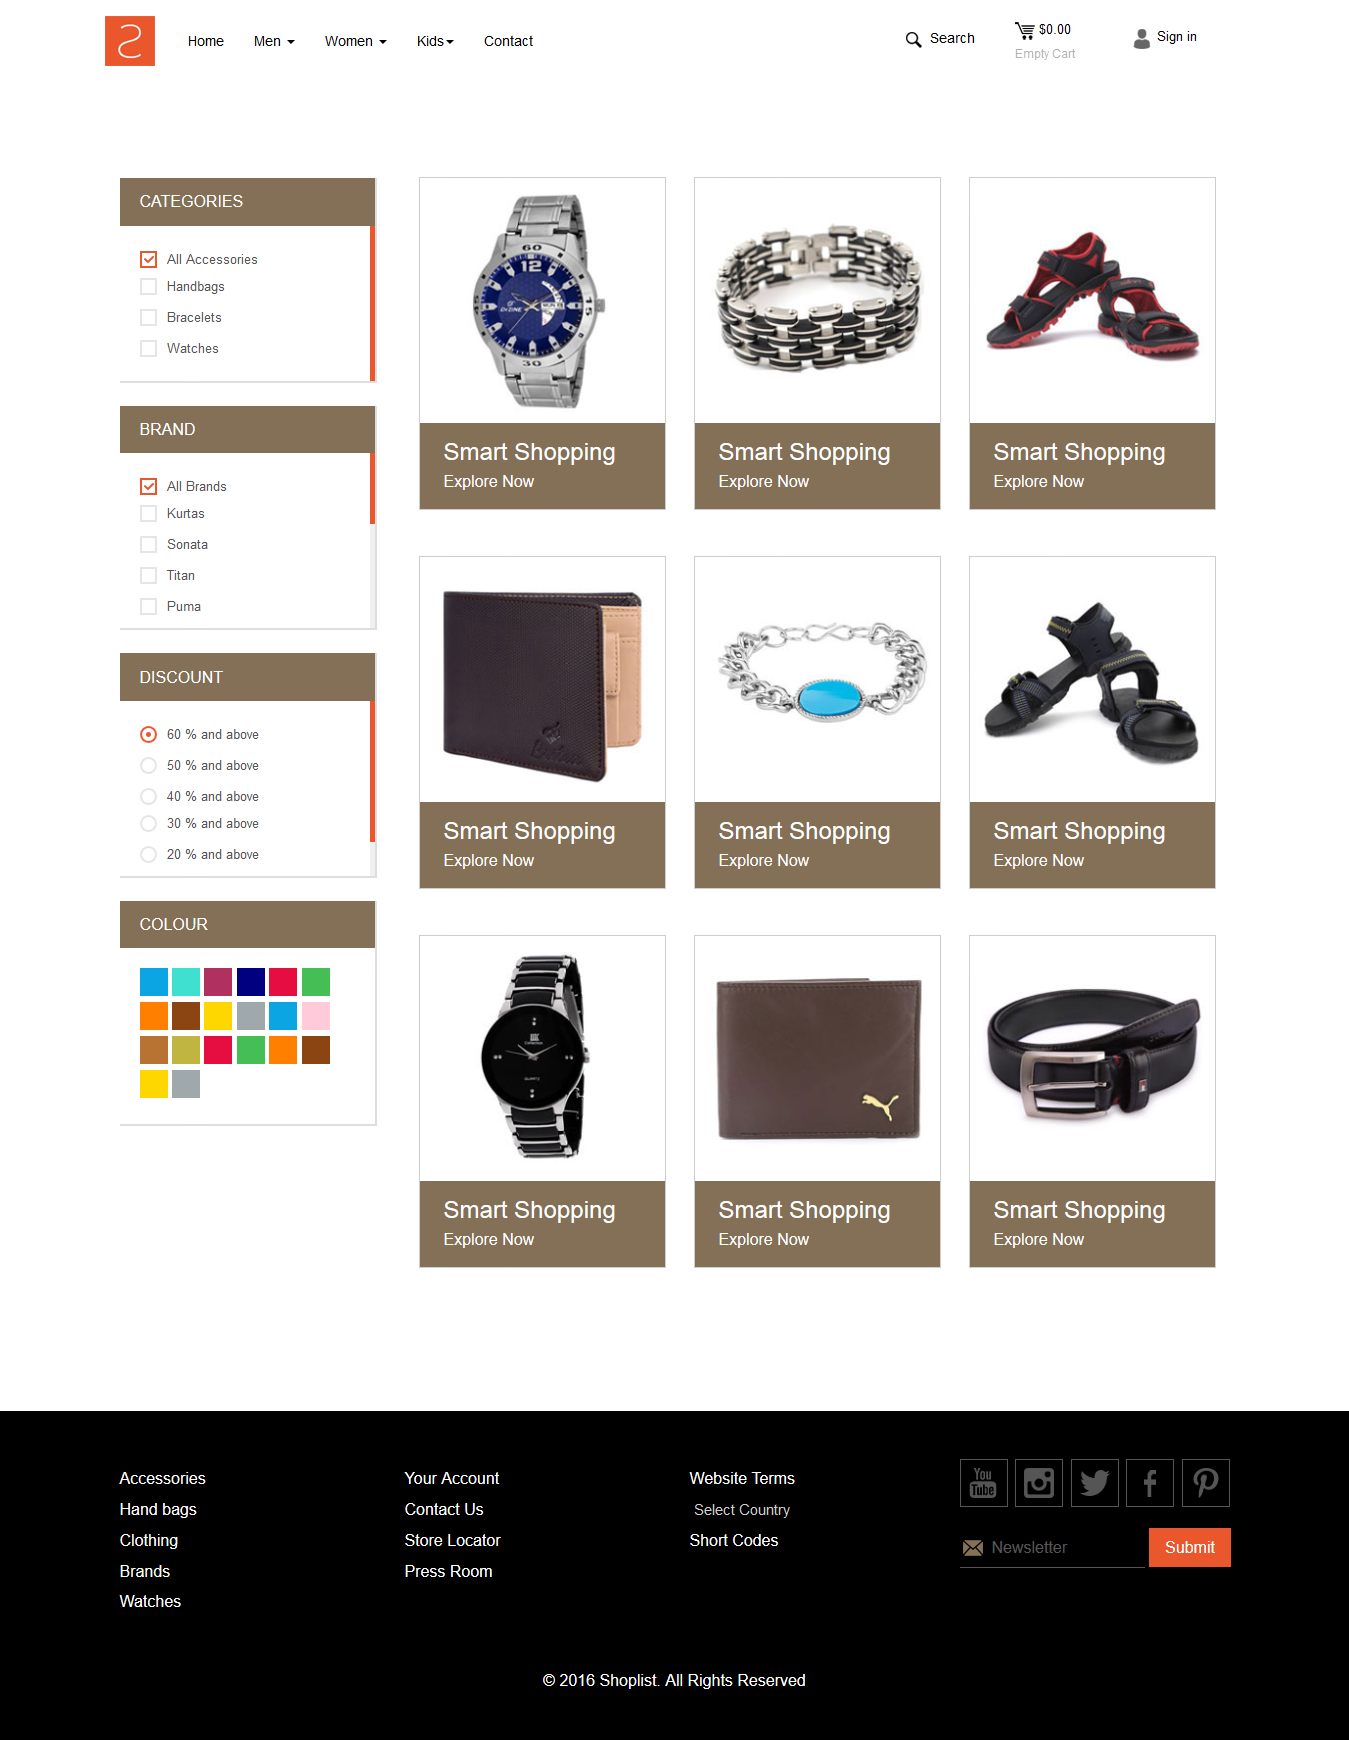 Home Men Women Kids Contact Search $0.00 Sign in
Empty Cart
CATEGORIES
All Accessories
Handbags
Bracelets
Watches
BRAND
All Brands
Kurtas
Sonata
Titan
Puma
DISCOUNT
60 % and above
50 % and above
40 % and above
30 % and above
20 % and above
COLOUR
60
12
30
Smart Shopping
Explore Now
Smart Shopping
Explore Now
Smart Shopping
Explore Now
Smart Shopping
Explore Now
Smart Shopping
Explore Now
Smart Shopping
Explore Now
Smart Shopping
Explore Now
Smart Shopping
Explore Now
Smart Shopping
Explore Now
Accessories
Hand bags
Clothing
Brands
Watches
Your Account
Contact Us
Store Locator
Press Room
Website Terms
Select Country
Short Codes
You
Tube
Newsletter
Submit
© 2016 Shoplist. All Rights Reserved